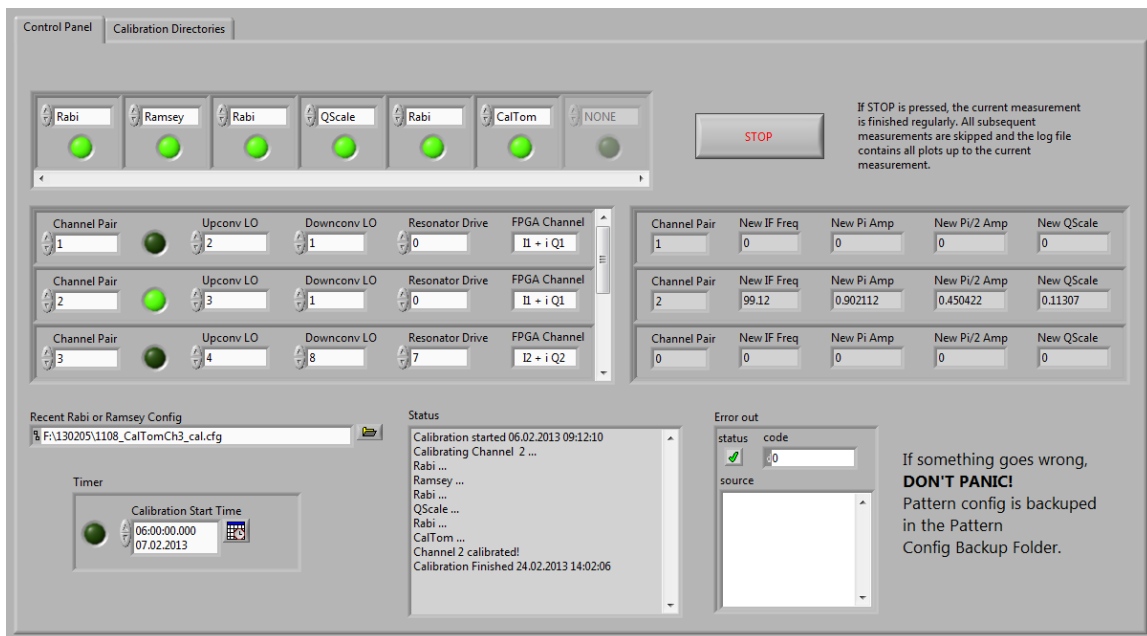 Control Panel
Calibration Directories
Rabi
Ramsey
Rabi
QScale
Rabi
CalTom
NONE
STOP
If STOP is pressed, the current measurement
is finished regularly. All subsequent
measurements are skipped and the log file
contains all plots up to the current
measurement.
Channel Pair Upconv LO Downconv LO Resonator Drive FPGA Channel
1 2 1 0 I1 + i Q1
Channel Pair Upconv LO Downconv LO Resonator Drive FPGA Channel
2 3 1 0 I1 + i Q1
Channel Pair Upconv LO Downconv LO Resonator Drive FPGA Channel
3 4 8 7 I2 + i Q2
Channel Pair New IF Freq New Pi Amp New Pi/2 Amp New QScale
1 0 0 0 0
Channel Pair New IF Freq New Pi Amp New Pi/2 Amp New QScale
2 99.12 0.902112 0.450422 0.11307
Channel Pair New IF Freq New Pi Amp New Pi/2 Amp New QScale
0 0 0 0 0
Recent Rabi or Ramsey Config
F:\130205\1108_CalTomCh3_cal.cfg
Timer
Calibration Start Time
06:00:00.000
07.02.2013
Status
Calibration started 06.02.2013 09:12:10
Calibrating Channel 2 ...
Rabi ...
Ramsey ...
Rabi ...
QScale ...
Rabi ...
CalTom ...
Channel 2 calibrated!
Calibration Finished 24.02.2013 14:02:06
Error out
status code
d0
source
If something goes wrong,
DON'T PANIC!
Pattern config is backuped
in the Pattern
Config Backup Folder.